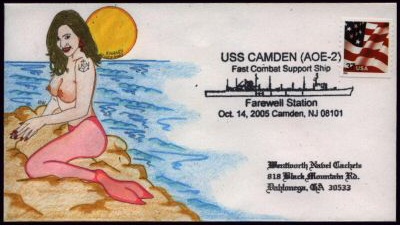 USS CAMDEN (AOE-2)
Fast Combat Support Ship
37 USA
Farewell Station
Oct. 14, 2005 Camden, NJ 08101
Wentworth Naval Cachets
818 Black Mountain Rd.
Dahlonega, GA 30533